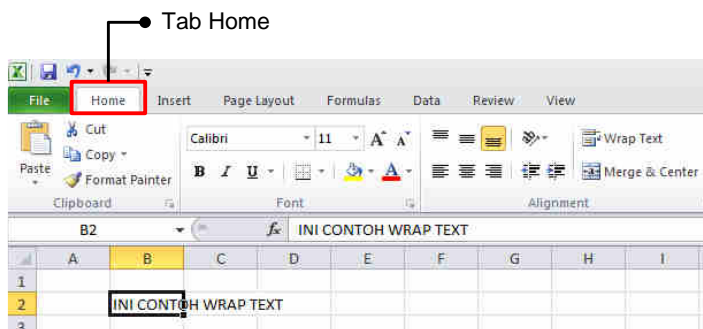 Tab Home
File Home Insert Page Layout Formulas Data Review View
Cut
Copy
Format Painter
Paste
Calibri 11 A A
Wrap Text
B I U A
Merge & Center
Clipboard Font Alignment
B2 fx INI CONTOH WRAP TEXT
A B C D E F G H I
1
2 INI CONTOH WRAP TEXT
3